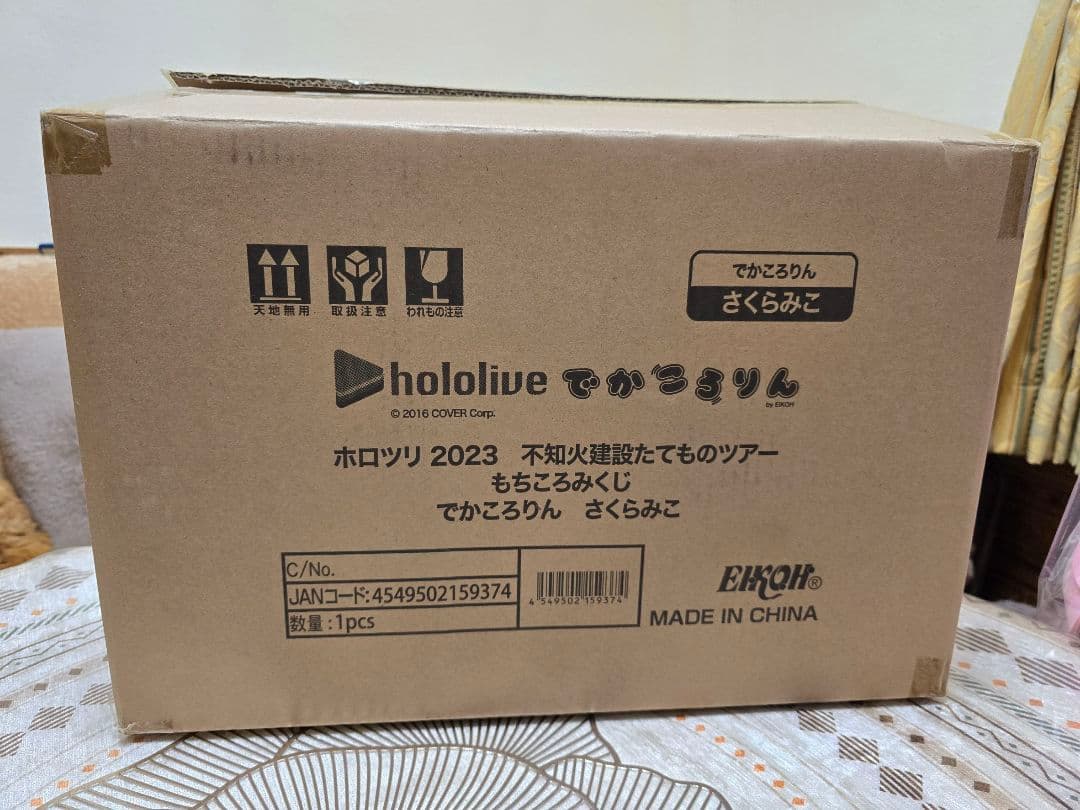 天地無用
取扱注意
われもの注意
でかころりん
さくらみこ
hololive でかころりん
by EIKOH
© 2016 COVER Corp.
ホロツリ 2023　不知火建設たてものツアー
もちころみくじ
でかころりん　さくらみこ
C/No.
JANコード:4549502159374
数量:1pcs
4 549502 159374
EIKOH®
MADE IN CHINA